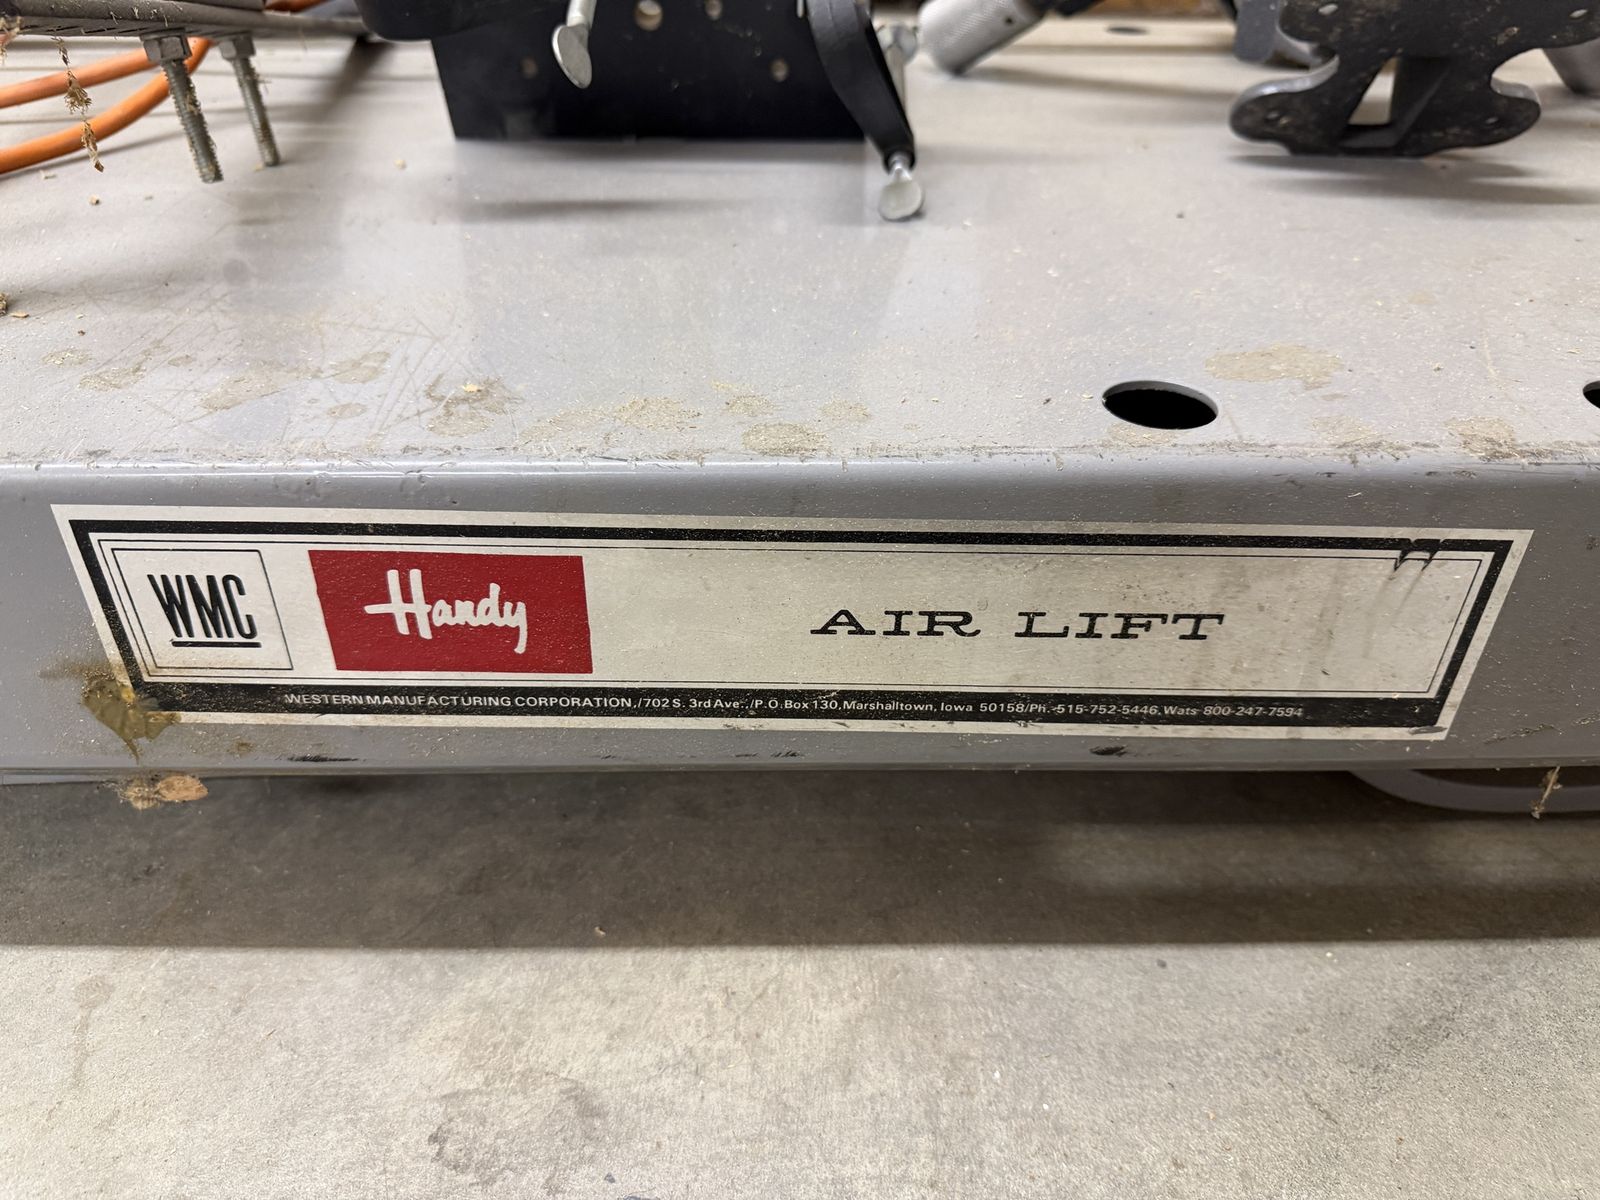 WMC
Handy
AIR LIFT
WESTERN MANUFACTURING CORPORATION,/702 S. 3rd Ave../P.O.Box 130,Marshalltown, Iowa 50158/Ph.-515-752-5446,Wats 800-247-7594